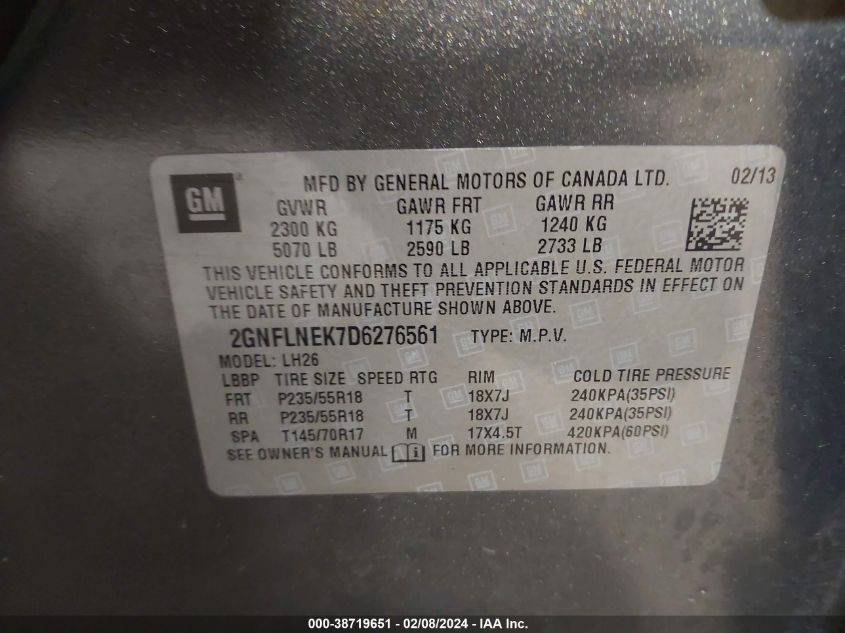 GM
MFD BY GENERAL MOTORS OF CANADA LTD. 02/13
GVWR GAWR FRT GAWR RR
2300 KG 1175 KG 1240 KG
5070 LB 2590 LB 2733 LB
THIS VEHICLE CONFORMS TO ALL APPLICABLE U.S. FEDERAL MOTOR
VEHICLE SAFETY AND THEFT PREVENTION STANDARDS IN EFFECT ON
THE DATE OF MANUFACTURE SHOWN ABOVE.
2GNFLNEK7D6276561 TYPE: M.P.V.
MODEL: LH26
LBBP TIRE SIZE SPEED RTG RIM COLD TIRE PRESSURE
FRT P235/55R18 T 18X7J 240KPA(35PSI)
RR P235/55R18 T 18X7J 240KPA(35PSI)
SPA T145/70R17 M 17X4.5T 420KPA(60PSI)
SEE OWNER'S MANUAL FOR MORE INFORMATION.
000-38719651 - 02/08/2024 - IAA Inc.